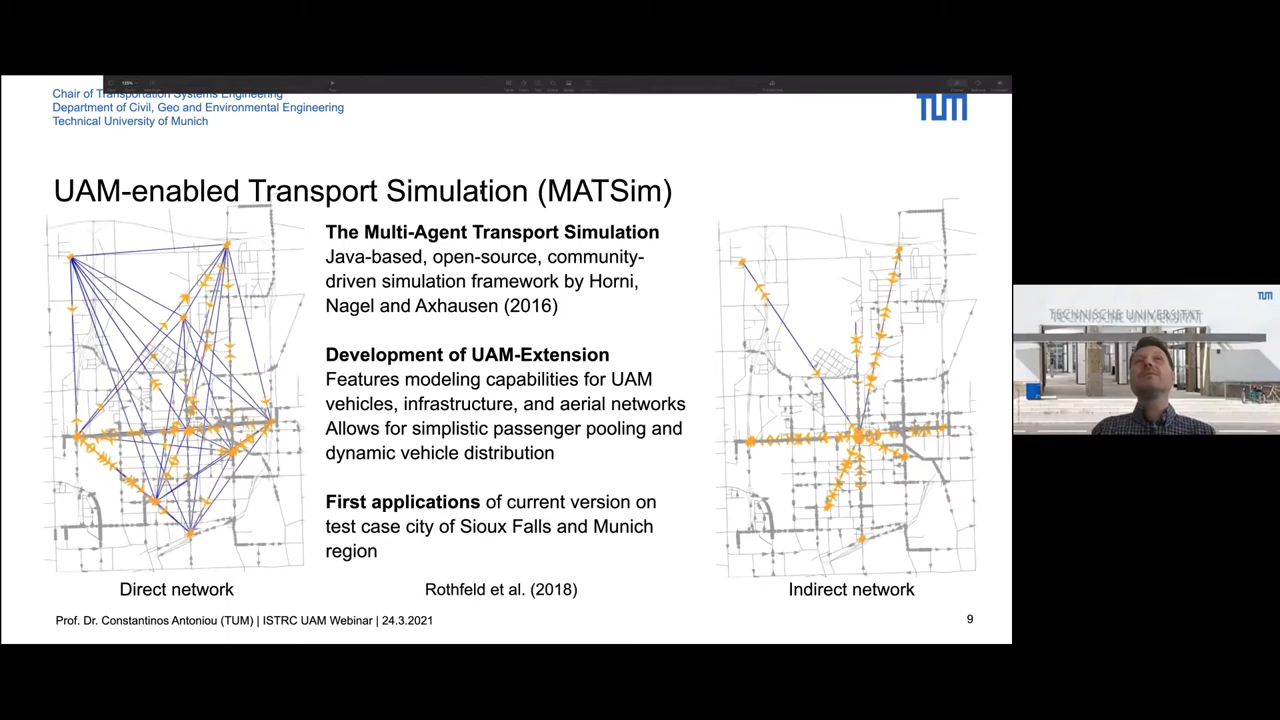 Chair of Transportation Systems Engineering
Department of Civil, Geo and Environmental Engineering
Technical University of Munich
TUM
UAM-enabled Transport Simulation (MATSim)
The Multi-Agent Transport Simulation
Java-based, open-source, community-
driven simulation framework by Horni,
Nagel and Axhausen (2016)
Development of UAM-Extension
Features modeling capabilities for UAM
vehicles, infrastructure, and aerial networks
Allows for simplistic passenger pooling and
dynamic vehicle distribution
First applications of current version on
test case city of Sioux Falls and Munich
region
Direct network
Rothfeld et al. (2018)
Indirect network
Prof. Dr. Constantinos Antoniou (TUM) | ISTRC UAM Webinar | 24.3.2021
9
TUM
TECHNISCHE UNIVERSITÄT